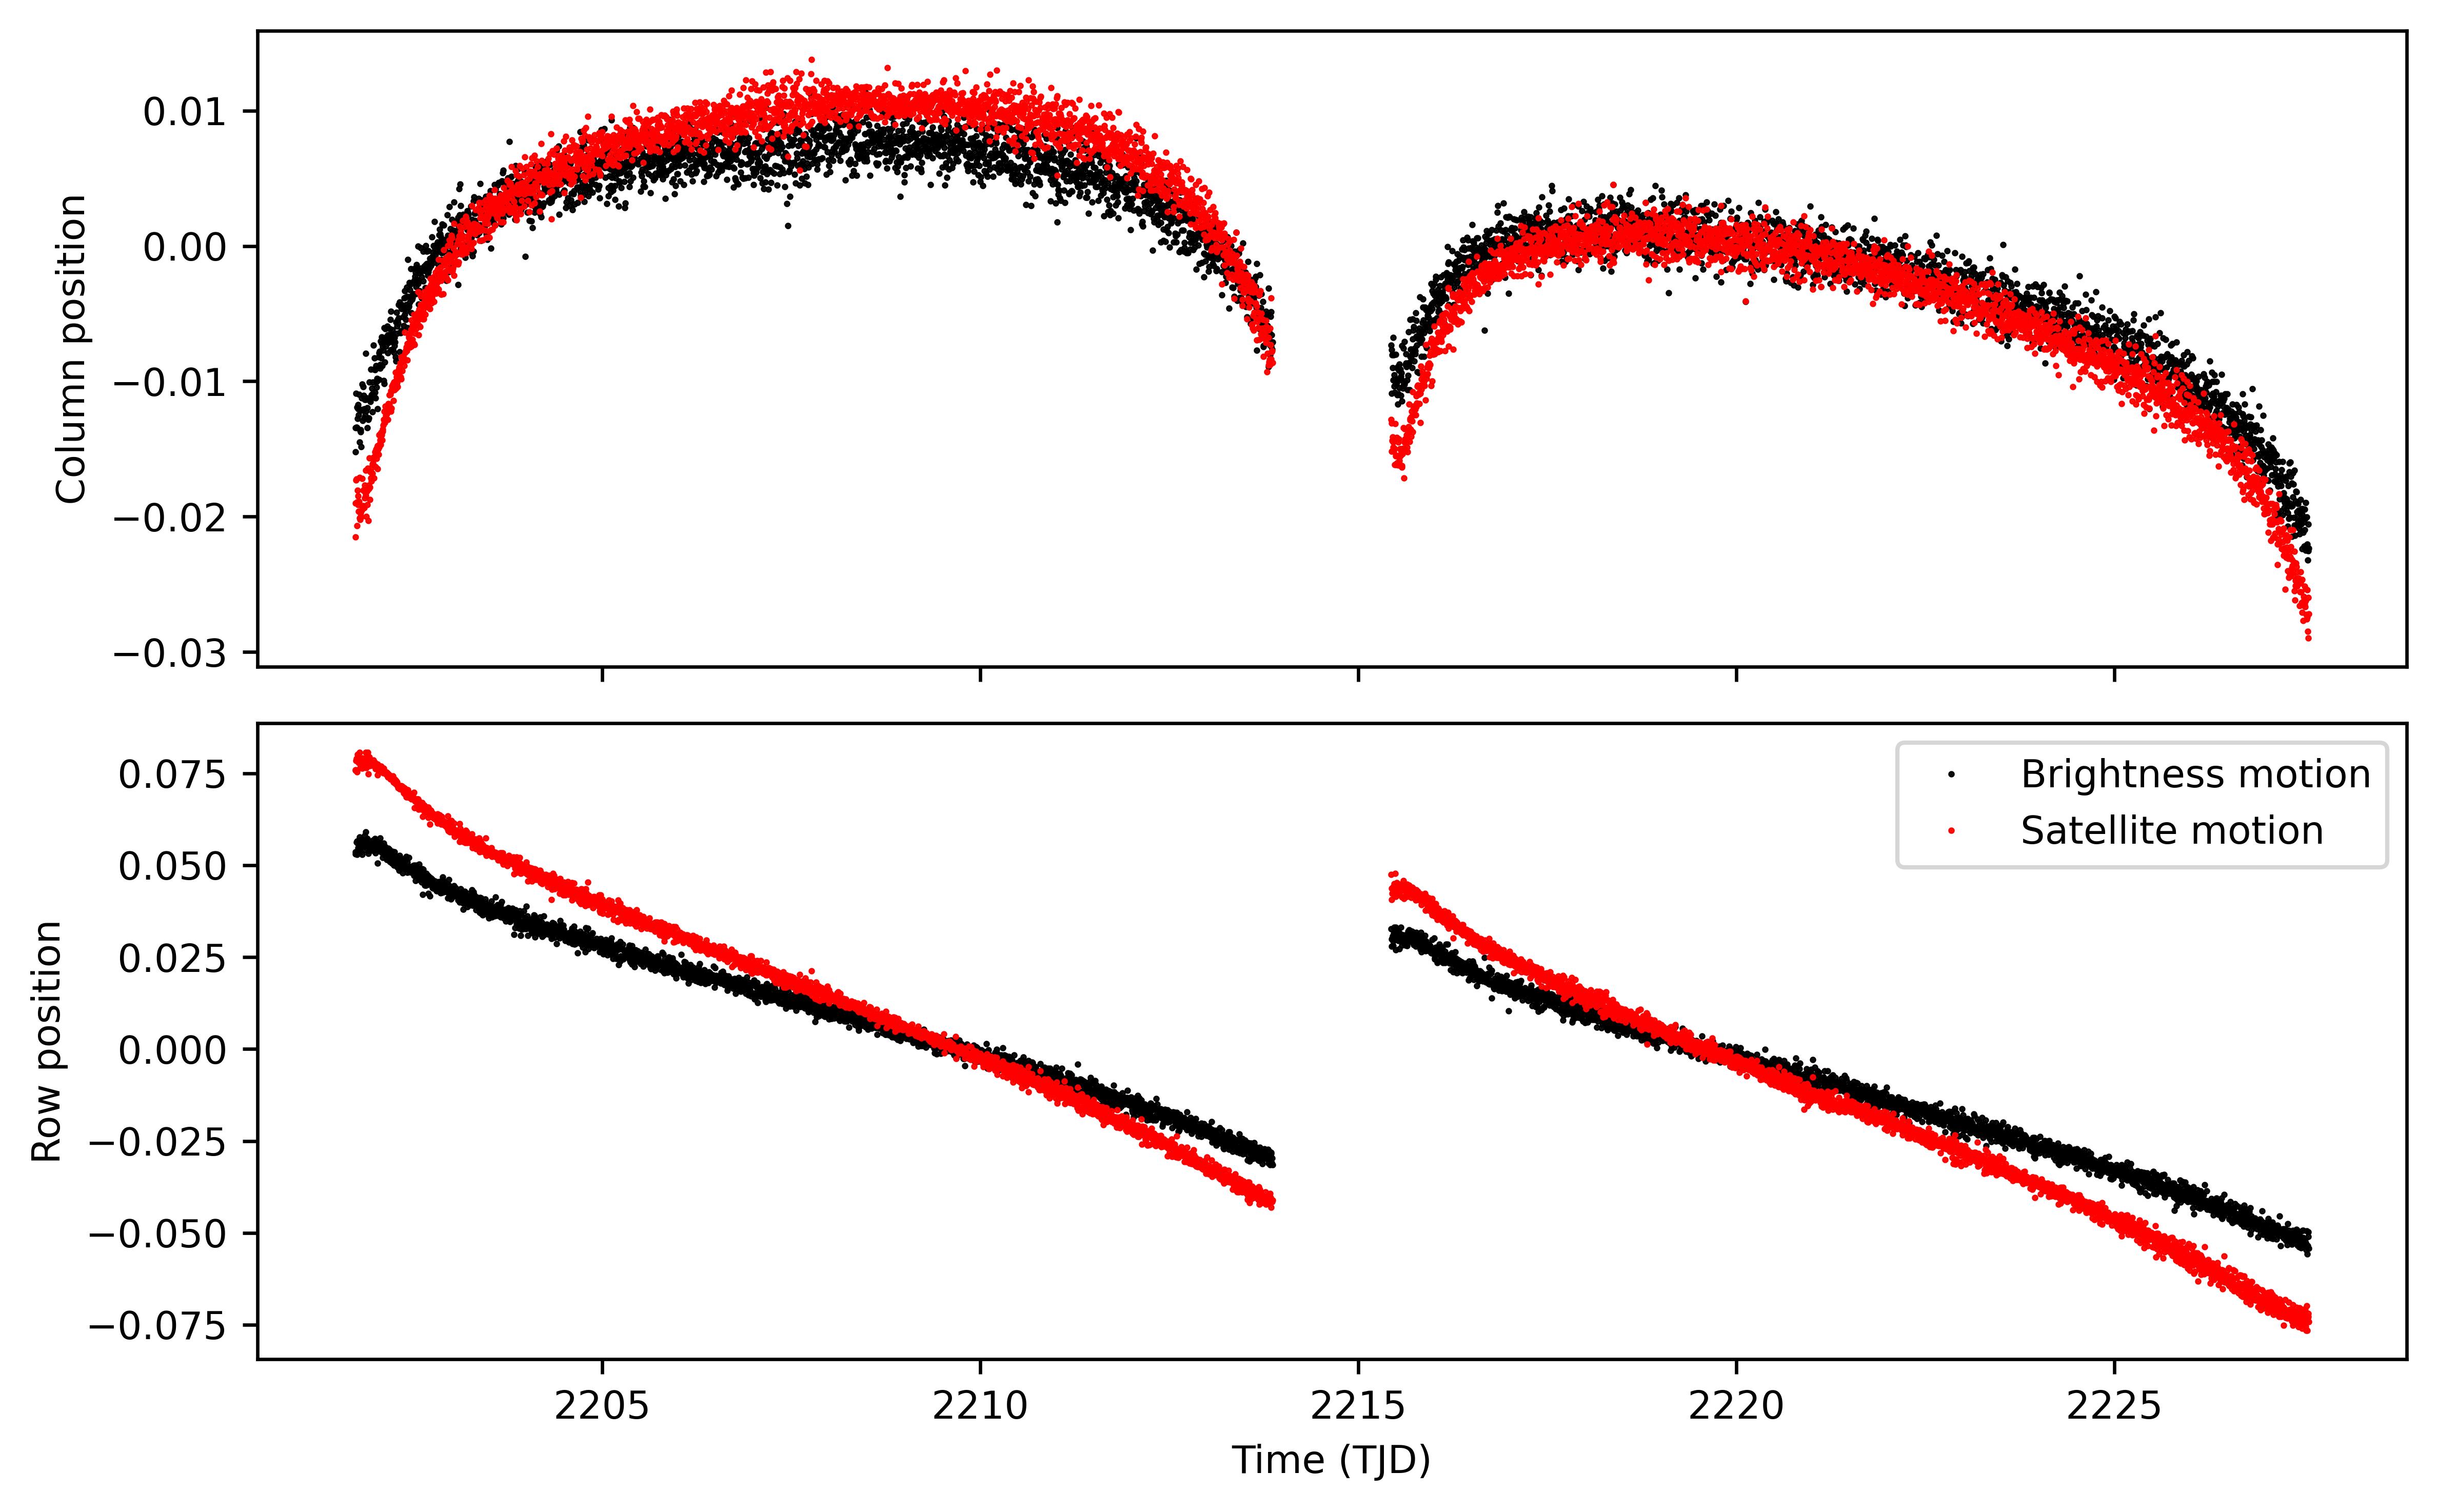 Column position
0.01
0.00
−0.01
−0.02
−0.03
Row position
0.075
0.050
0.025
0.000
−0.025
−0.050
−0.075
Brightness motion
Satellite motion
2205 2210 2215 2220 2225
Time (TJD)